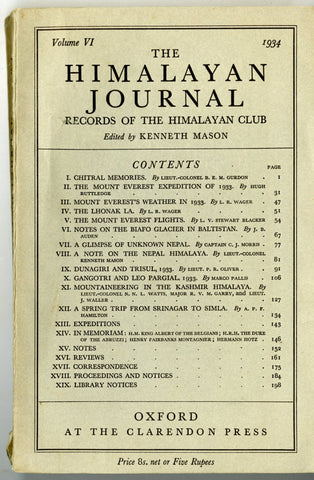 Volume VI 1934
THE
HIMALAYAN
JOURNAL
RECORDS OF THE HIMALAYAN CLUB
Edited by KENNETH MASON
CONTENTS
PAGE
I. CHITRAL MEMORIES. By LIEUT.-COLONEL B. E. M. GURDON . 1
II. THE MOUNT EVEREST EXPEDITION OF 1933. By HUGH
RUTTLEDGE . . . . . . . 31
III. MOUNT EVEREST'S WEATHER IN 1933. By L. R. WAGER . 47
IV. THE LHONAK LA. By L. R. WAGER . . . . 51
V. THE MOUNT EVEREST FLIGHTS. By L. V. STEWART BLACKER 54
VI. NOTES ON THE BIAFO GLACIER IN BALTISTAN. By J. B.
AUDEN . . . . . . . . 67
VII. A GLIMPSE OF UNKNOWN NEPAL. By CAPTAIN C. J. MORRIS . 77
VIII. A NOTE ON THE NEPAL HIMALAYA. By LIEUT.-COLONEL
KENNETH MASON . . . . . . . 81
IX. DUNAGIRI AND TRISUL, 1933. By LIEUT. P. R. OLIVER . . 91
X. GANGOTRI AND LEO PARGIAL, 1933. By MARCO PALLIS . 106
XI. MOUNTAINEERING IN THE KASHMIR HIMALAYA. By
LIEUT.-COLONEL N. N. L. WATTS, MAJOR R. V. M. GARRY, and LIEUT.
J. WALLER . . . . . . . 127
XII. A SPRING TRIP FROM SRINAGAR TO SIMLA. By A. P. F.
HAMILTON . . . . . . . 134
XIII. EXPEDITIONS . . . . . . 143
XIV. IN MEMORIAM: H.M. KING ALBERT OF THE BELGIANS; H.R.H. THE DUKE
OF THE ABRUZZI; HENRY FAIRBANKS MONTAGNIER; HERMANN HOTZ . 146
XV. NOTES . . . . . . . 152
XVI. REVIEWS . . . . . . . 161
XVII. CORRESPONDENCE . . . . . 175
XVIII. PROCEEDINGS AND NOTICES . . . . 184
XIX. LIBRARY NOTICES . . . . . 198
OXFORD
AT THE CLARENDON PRESS
Price 8s. net or Five Rupees